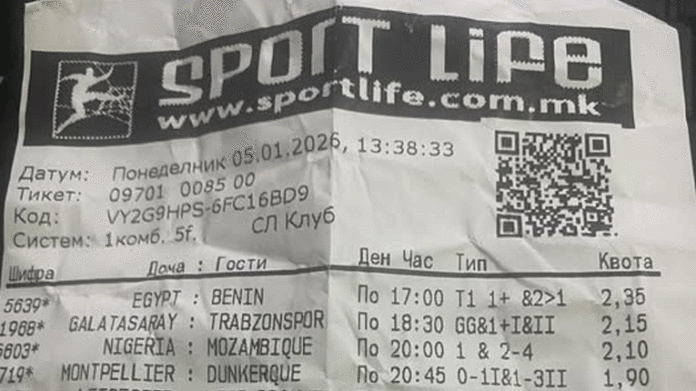 SPORT LIFE
www.sportlife.com.mk
Датум: Понеделник 05.01.2026, 13:38:33
Тикет: 09701 0085 00
Код: VY2G9HPS-6FC16BD9
Систем: 1комб. 5f. СЛ Клуб
Шифра Дома : Гости Ден Час Тип Квота
5639* EGYPT : BENIN По 17:00 T1 1+ &2>1 2,35
1968* GALATASARAY : TRABZONSPOR По 18:30 GG&1+I&II 2,15
5603* NIGERIA : MOZAMBIQUE По 20:00 1 & 2-4 2,10
719* MONTPELLIER : DUNKERQUE По 20:45 0-1I&1-3II 1,90